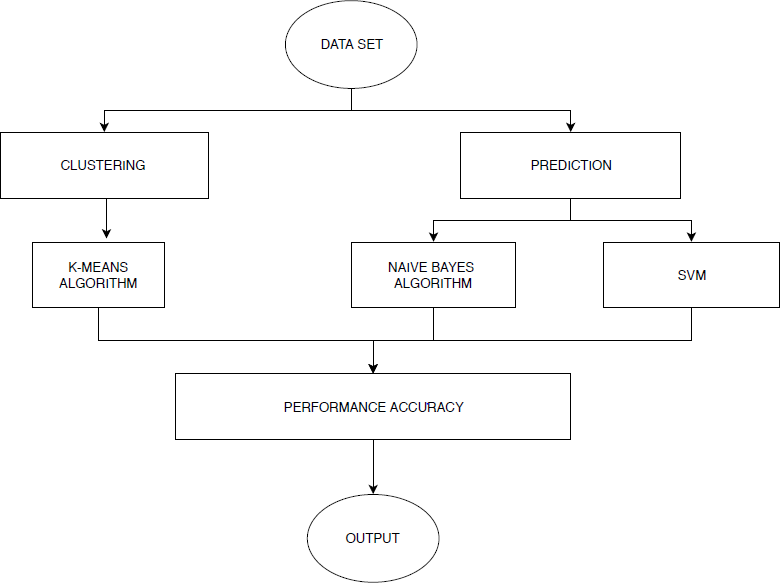 DATA SET
CLUSTERING
PREDICTION
K-MEANS
ALGORITHM
NAIVE BAYES
ALGORITHM
SVM
PERFORMANCE ACCURACY
OUTPUT